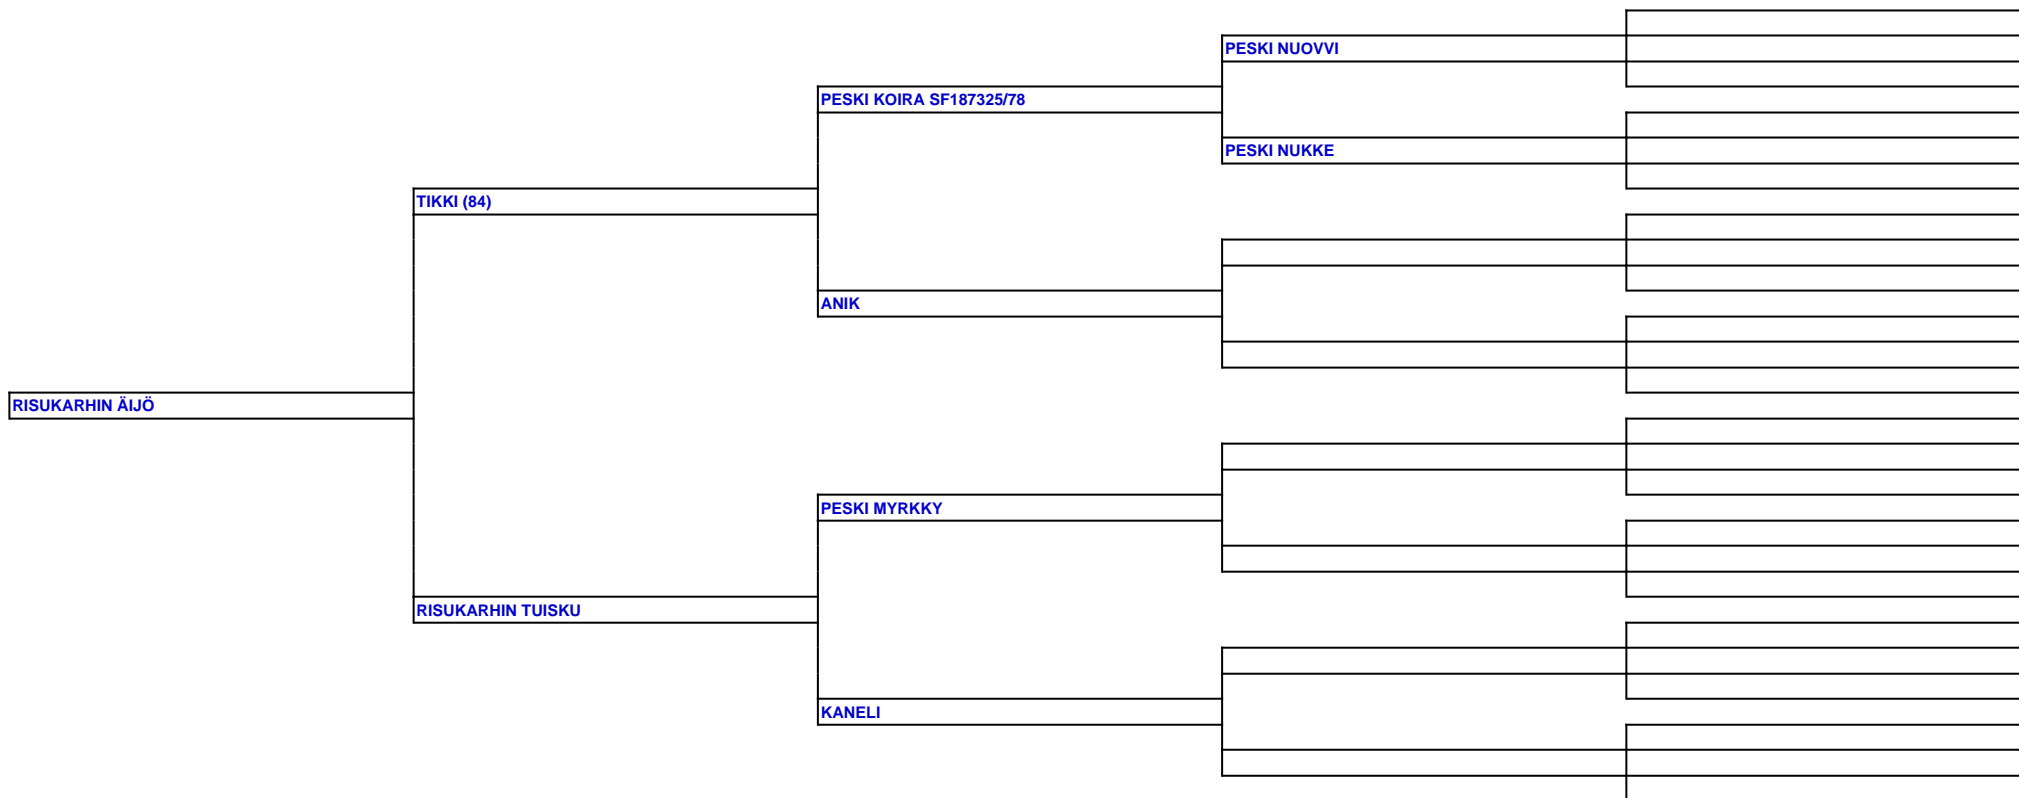 PESKI NUOVVI
PESKI KOIRA SF187325/78
PESKI NUKKE
TIKKI (84)
ANIK
RISUKARHIN ÄIJÖ
PESKI MYRKKY
RISUKARHIN TUISKU
KANELI